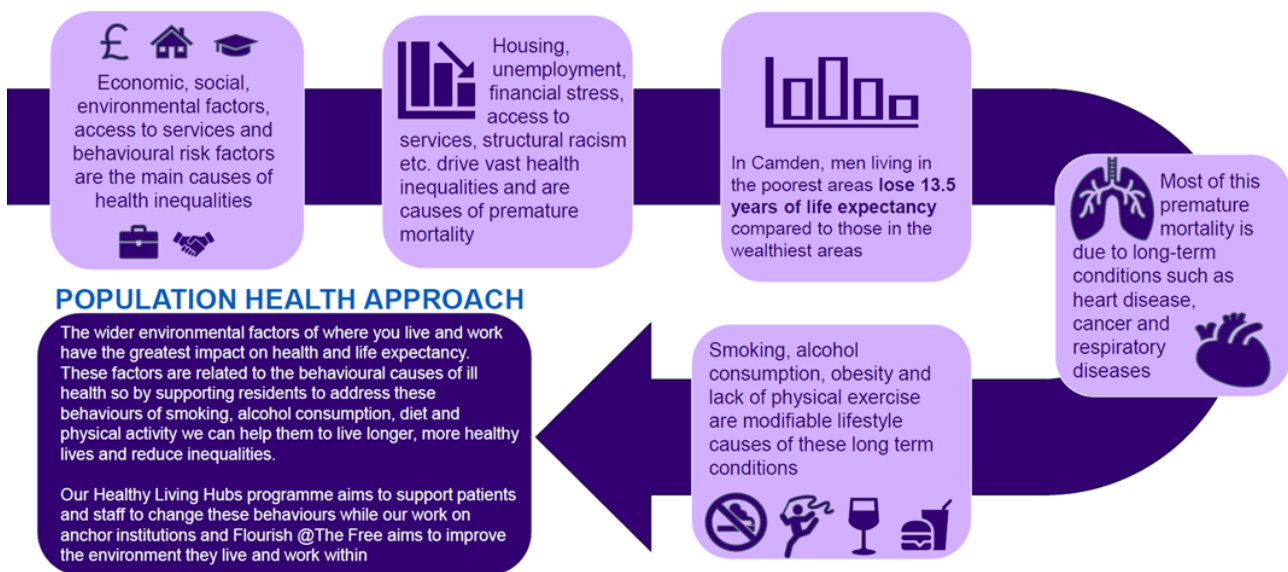 £
Economic, social,
environmental factors,
access to services and
behavioural risk factors
are the main causes of
health inequalities
Housing,
unemployment,
financial stress,
access to
services, structural racism
etc. drive vast health
inequalities and are
causes of premature
mortality
In Camden, men living in
the poorest areas lose 13.5
years of life expectancy
compared to those in the
wealthiest areas
Most of this
premature
mortality is
due to long-term
conditions such as
heart disease,
cancer and
respiratory
diseases
Smoking, alcohol
consumption, obesity and
lack of physical exercise
are modifiable lifestyle
causes of these long term
conditions
POPULATION HEALTH APPROACH
The wider environmental factors of where you live and work
have the greatest impact on health and life expectancy.
These factors are related to the behavioural causes of ill
health so by supporting residents to address these
behaviours of smoking, alcohol consumption, diet and
physical activity we can help them to live longer, more healthy
lives and reduce inequalities.
Our Healthy Living Hubs programme aims to support patients
and staff to change these behaviours while our work on
anchor institutions and Flourish @The Free aims to improve
the environment they live and work within